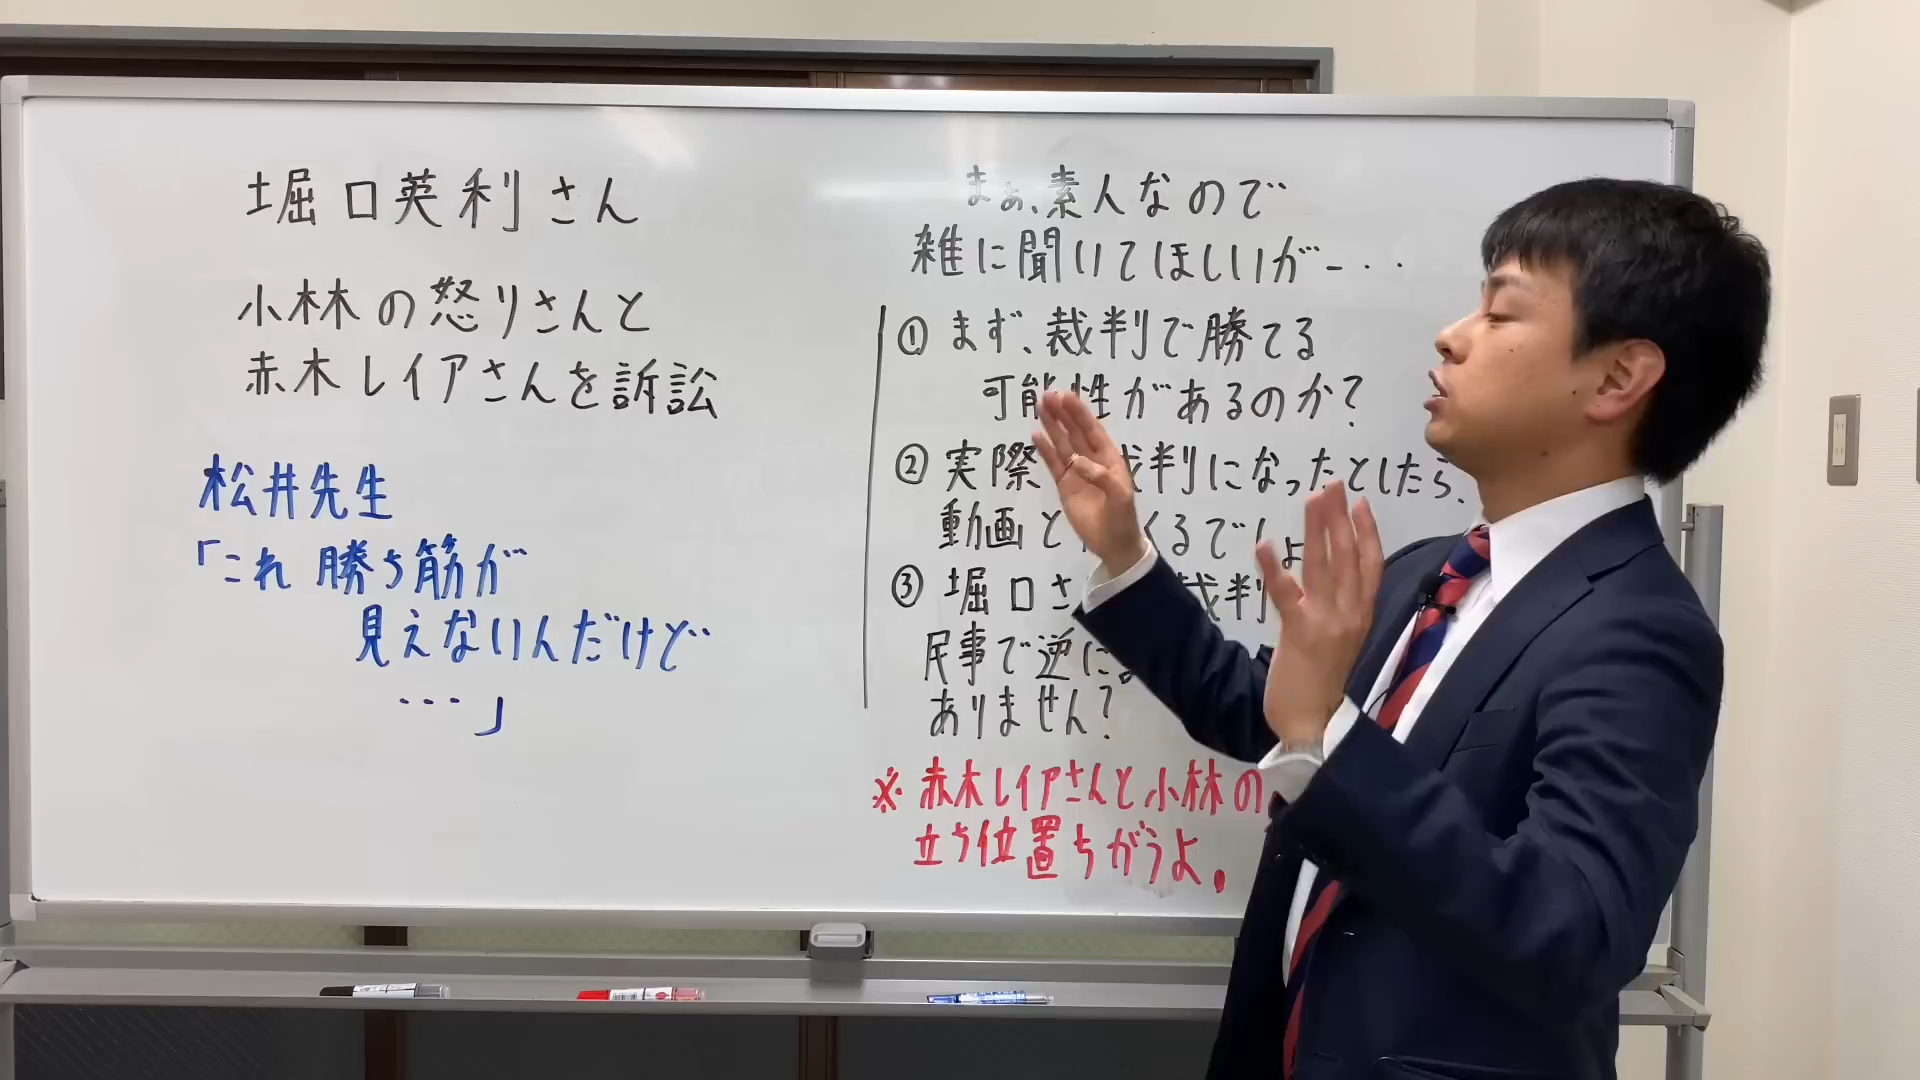 堀口英利さん
小林の怒りさんと
赤木レイアさんを訴訟
松井先生
「これ勝ち筋が
見えないんだけど
…」
まぁ、素人なので
雑に聞いてほしいが…
① まず、裁判で勝てる
可能性があるのか?
② 実際 裁判になったとしたら、
動画と くるでしょ
③ 堀口さ 裁判
民事で逆に
ありません?
※ 赤木レイアさんと小林の
立ち位置ちがうよ。